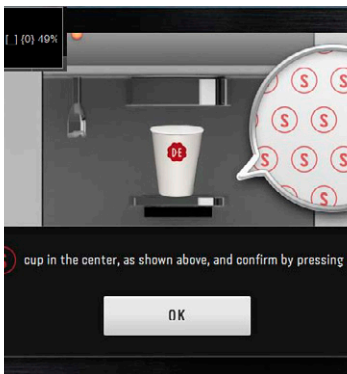 [_] {0} 49%
S S
S S
DE
S S S
S
S cup in the center, as shown above, and confirm by pressing
OK